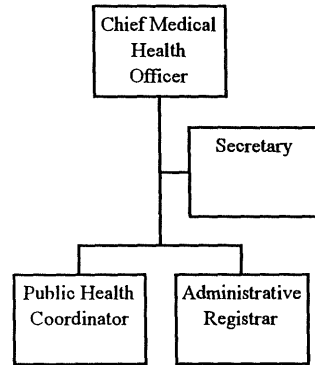 Chief Medical
Health
Officer
Secretary
Public Health
Coordinator
Administrative
Registrar